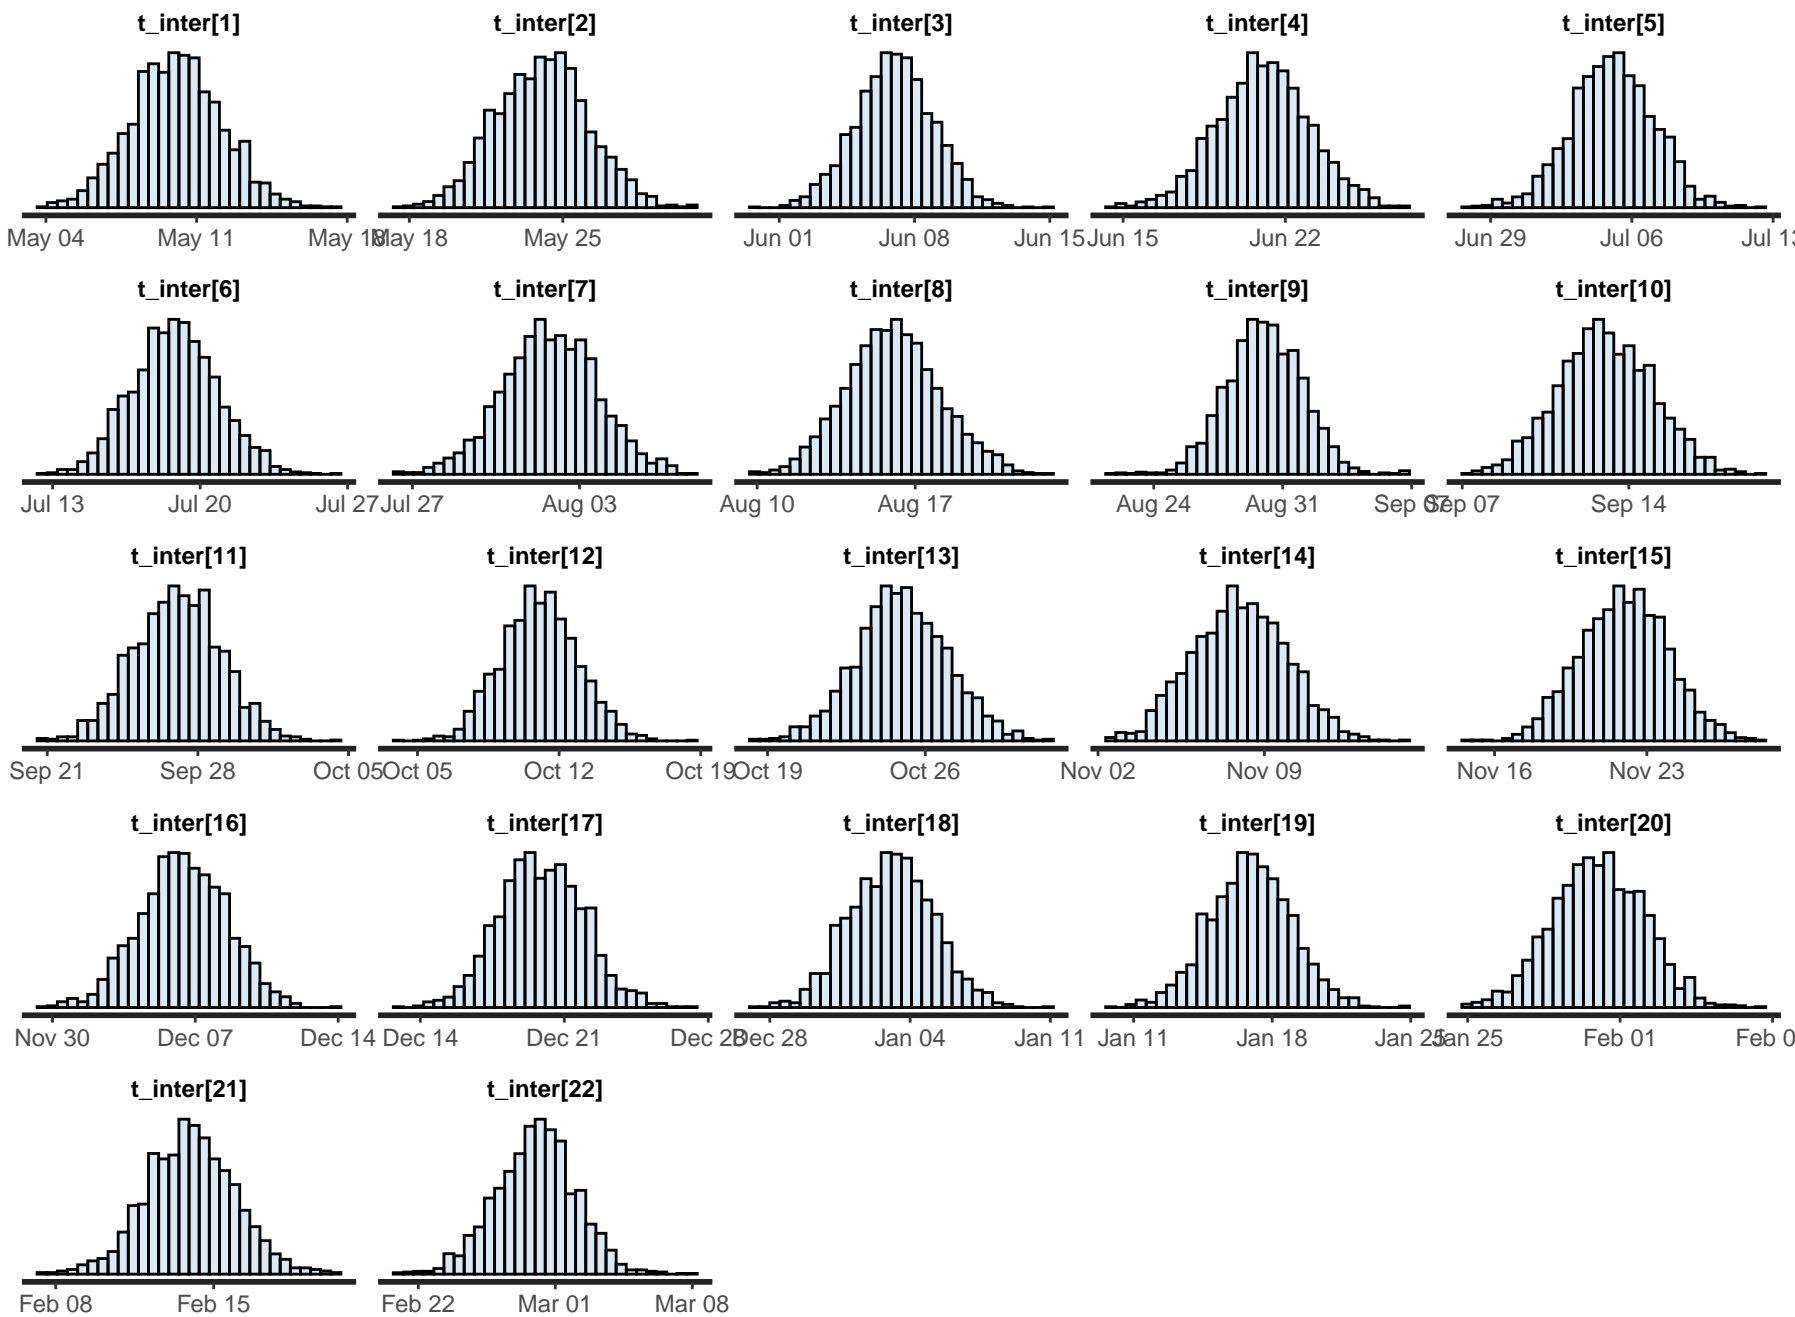 t_inter[1] t_inter[2] t_inter[3] t_inter[4] t_inter[5]
May 04 May 11 May 18 May 18 May 25 Jun 01 Jun 08 Jun 15 Jun 15 Jun 22 Jun 29 Jul 06 Jul 13
t_inter[6] t_inter[7] t_inter[8] t_inter[9] t_inter[10]
Jul 13 Jul 20 Jul 27 Jul 27 Aug 03 Aug 10 Aug 17 Aug 24 Aug 31 Sep 07 Sep 07 Sep 14
t_inter[11] t_inter[12] t_inter[13] t_inter[14] t_inter[15]
Sep 21 Sep 28 Oct 05 Oct 05 Oct 12 Oct 19 Oct 19 Oct 26 Nov 02 Nov 09 Nov 16 Nov 23
t_inter[16] t_inter[17] t_inter[18] t_inter[19] t_inter[20]
Nov 30 Dec 07 Dec 14 Dec 14 Dec 21 Dec 28 Dec 28 Jan 04 Jan 11 Jan 11 Jan 18 Jan 25 Jan 25 Feb 01 Feb 0
t_inter[21] t_inter[22]
Feb 08 Feb 15 Feb 22 Mar 01 Mar 08